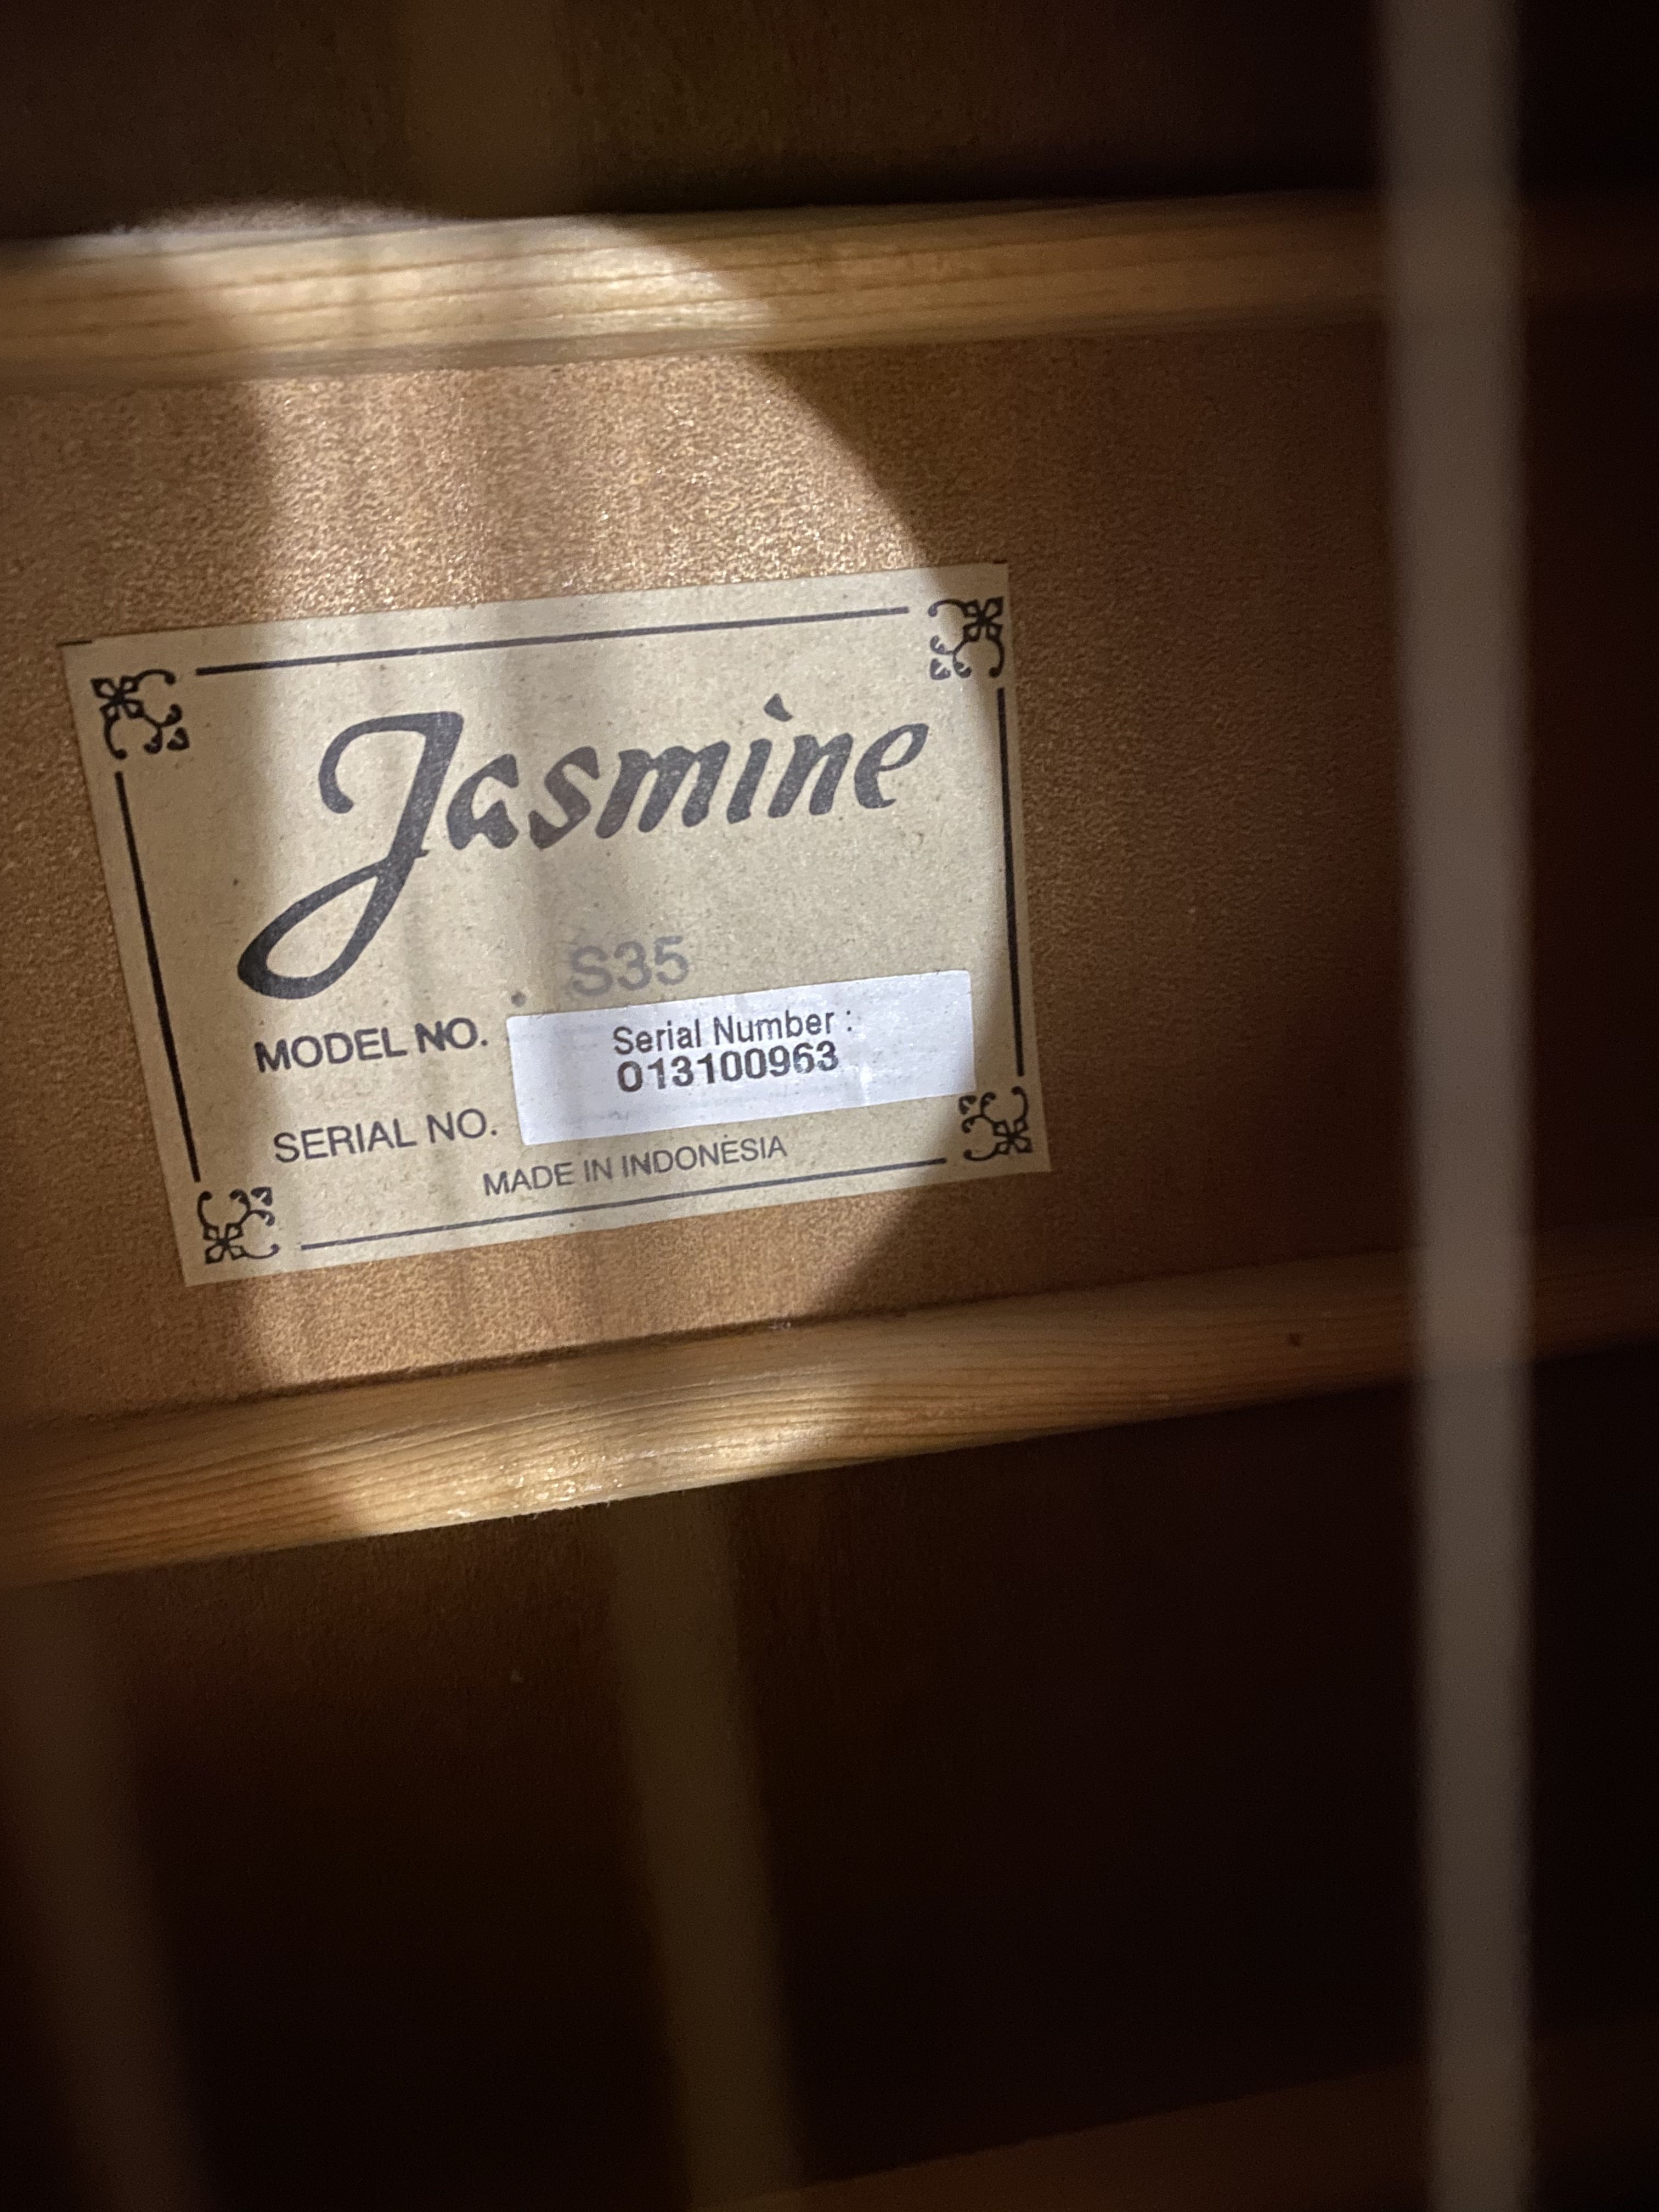 Jasmine
S35
MODEL NO.
Serial Number :
013100963
SERIAL NO.
MADE IN INDONESIA